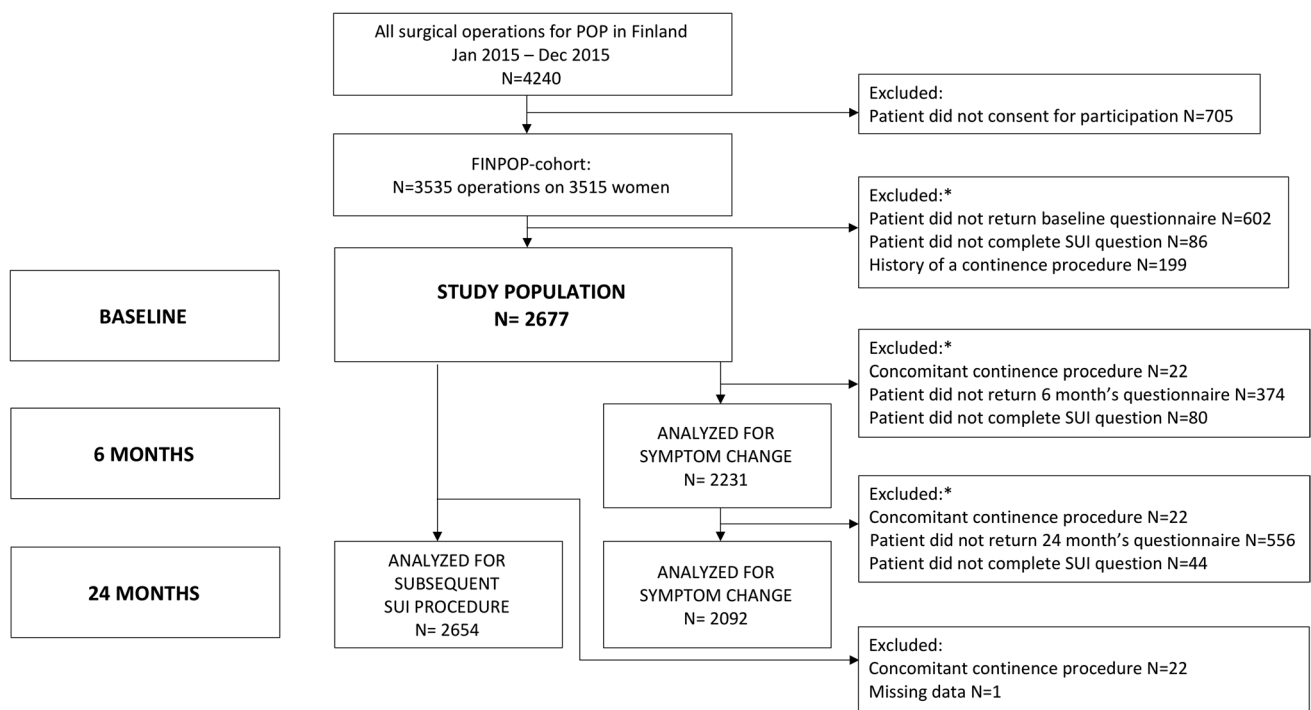 All surgical operations for POP in Finland
Jan 2015 – Dec 2015
N=4240
Excluded:
Patient did not consent for participation N=705
FINPOP-cohort:
N=3535 operations on 3515 women
Excluded:*
Patient did not return baseline questionnaire N=602
Patient did not complete SUI question N=86
History of a continence procedure N=199
BASELINE
STUDY POPULATION
N= 2677
Excluded:*
Concomitant continence procedure N=22
Patient did not return 6 month’s questionnaire N=374
Patient did not complete SUI question N=80
6 MONTHS
ANALYZED FOR
SYMPTOM CHANGE
N= 2231
Excluded:*
Concomitant continence procedure N=22
Patient did not return 24 month’s questionnaire N=556
Patient did not complete SUI question N=44
24 MONTHS
ANALYZED FOR
SUBSEQUENT
SUI PROCEDURE
N= 2654
ANALYZED FOR
SYMPTOM CHANGE
N= 2092
Excluded:
Concomitant continence procedure N=22
Missing data N=1